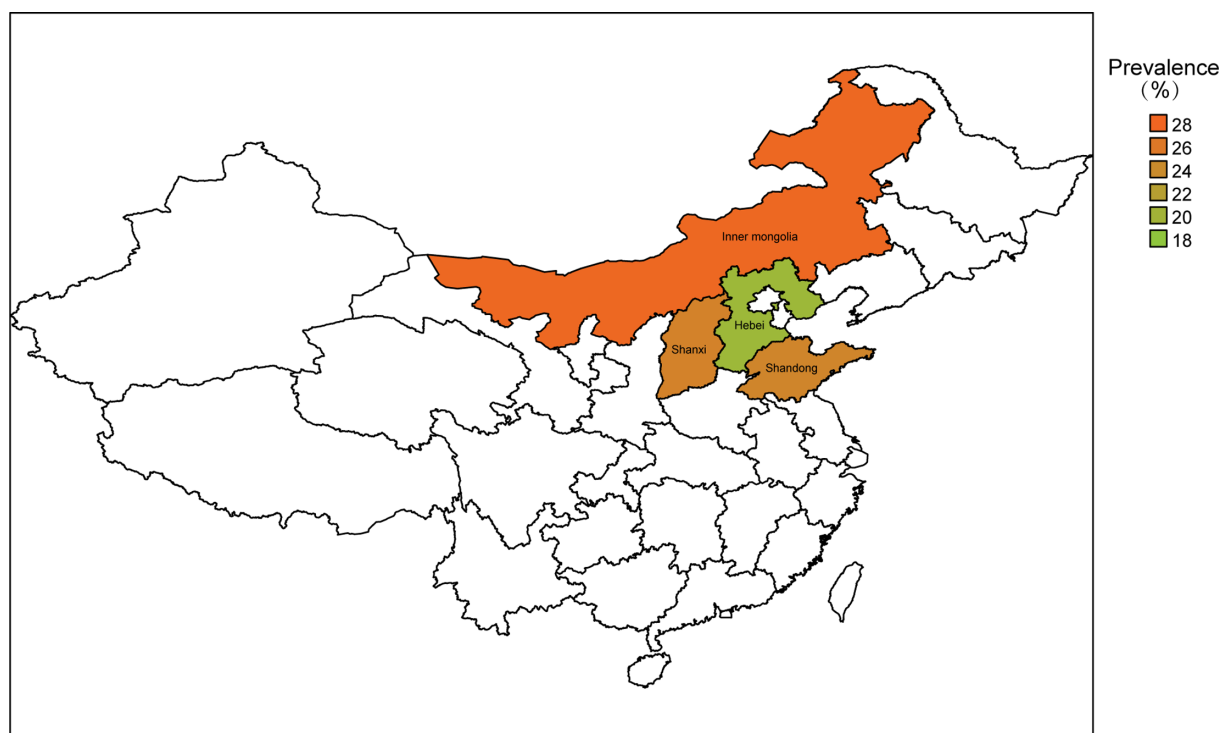 Prevalence
(%)
28
26
24
22
20
18
Inner mongolia
Hebei
Shanxi
Shandong